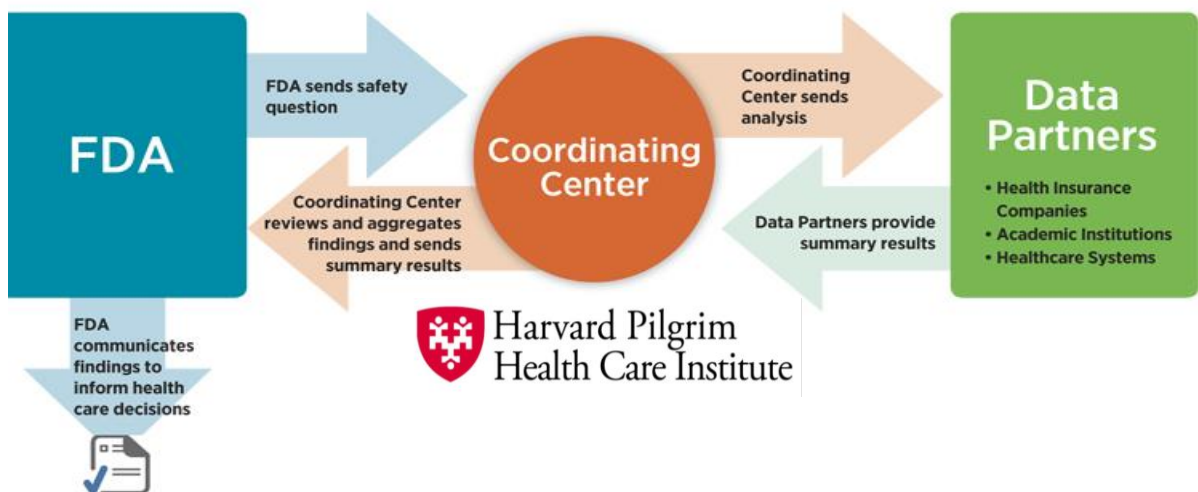 FDA
FDA sends safety
question
Coordinating Center
reviews and aggregates
findings and sends
summary results
Coordinating
Center
Coordinating
Center sends
analysis
Data Partners provide
summary results
Data
Partners
• Health Insurance
Companies
• Academic Institutions
• Healthcare Systems
FDA
communicates
findings to
inform health
care decisions
Harvard Pilgrim
Health Care Institute